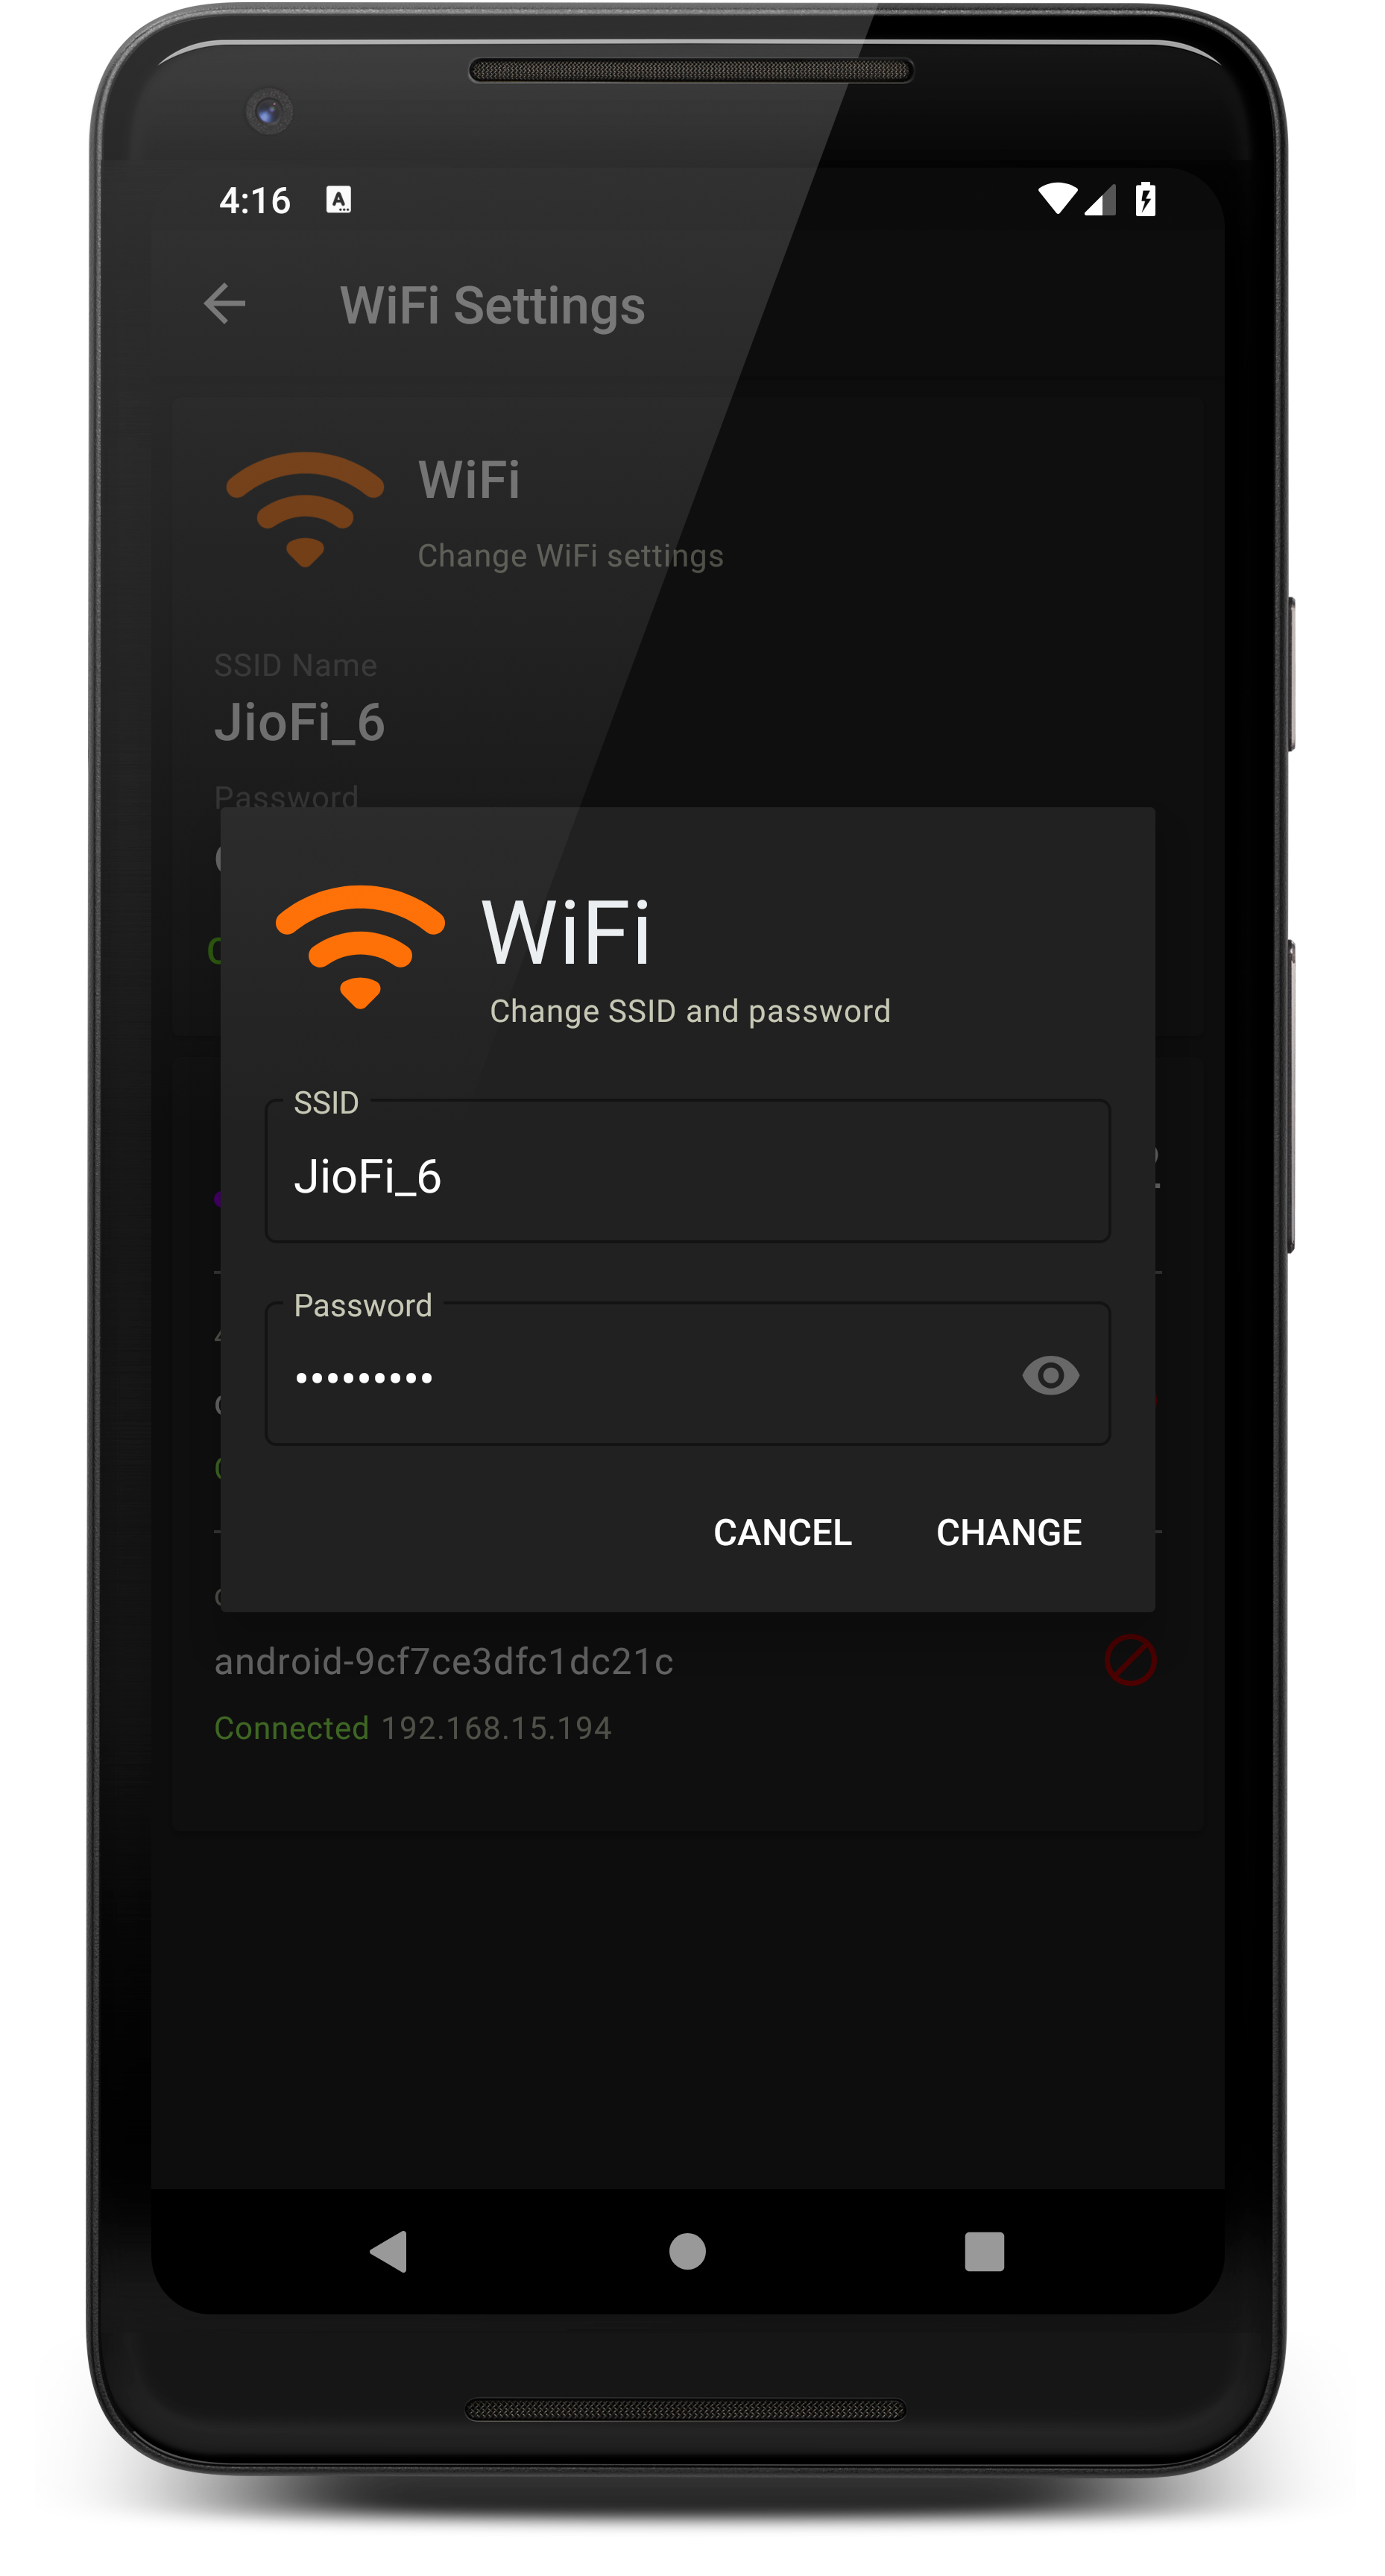 4:16
WiFi Settings
WiFi
Change WiFi settings
SSID Name
JioFi_6
Password
WiFi
Change SSID and password
SSID
JioFi_6
Password
•••••••••
CANCEL CHANGE
android-9cf7ce3dfc1dc21c
Connected 192.168.15.194